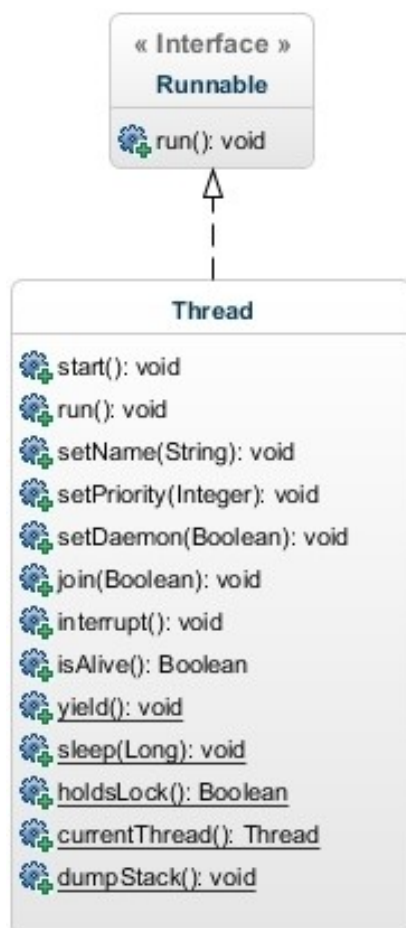 « Interface »
Runnable
run(): void
Thread
start(): void
run(): void
setName(String): void
setPriority(Integer): void
setDaemon(Boolean): void
join(Boolean): void
interrupt(): void
isAlive(): Boolean
yield(): void
sleep(Long): void
holdsLock(): Boolean
currentThread(): Thread
dumpStack(): void